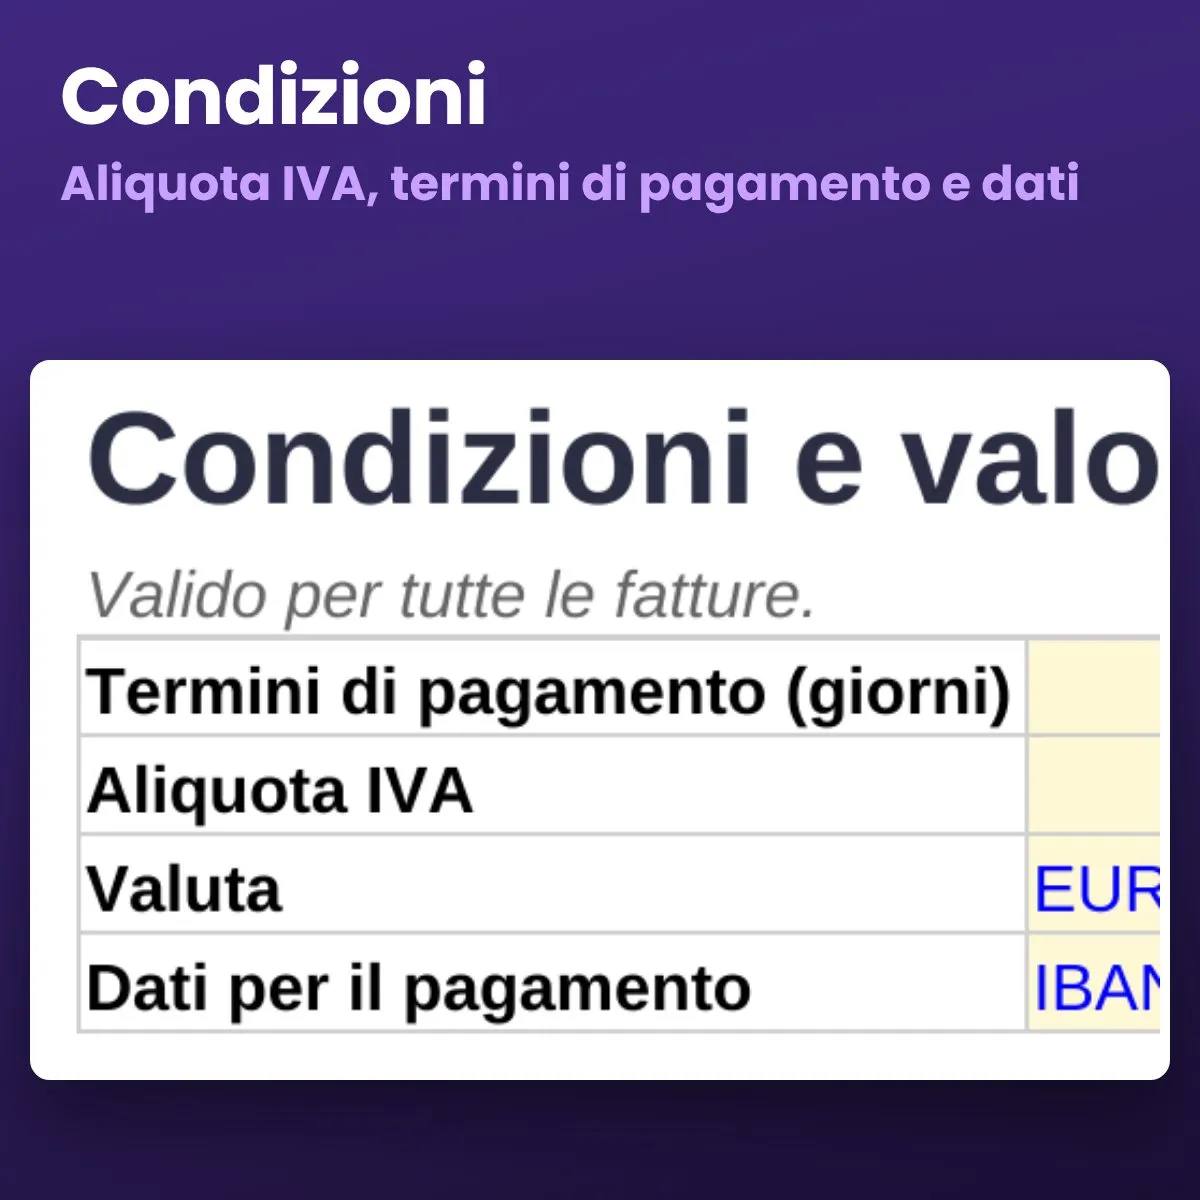 Condizioni
Aliquota IVA, termini di pagamento e dati
Condizioni e valo
Valido per tutte le fatture.
Termini di pagamento (giorni)
Aliquota IVA
Valuta
EUR
Dati per il pagamento
IBAN